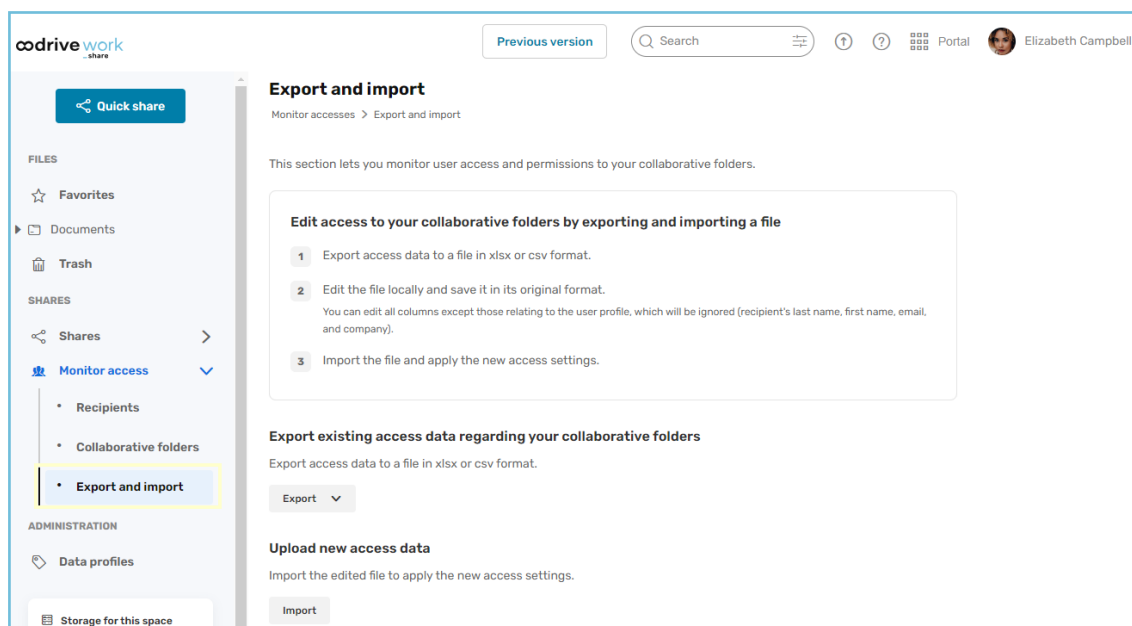 oodrive work
_share
Previous version
Search
Portal
Elizabeth Campbell
Quick share
FILES
Favorites
Documents
Trash
SHARES
Shares
Monitor access
Recipients
Collaborative folders
Export and import
ADMINISTRATION
Data profiles
Storage for this space
Export and import
Monitor accesses > Export and import
This section lets you monitor user access and permissions to your collaborative folders.
Edit access to your collaborative folders by exporting and importing a file
1 Export access data to a file in xlsx or csv format.
2 Edit the file locally and save it in its original format.
You can edit all columns except those relating to the user profile, which will be ignored (recipient's last name, first name, email,
and company).
3 Import the file and apply the new access settings.
Export existing access data regarding your collaborative folders
Export access data to a file in xlsx or csv format.
Export
Upload new access data
Import the edited file to apply the new access settings.
Import